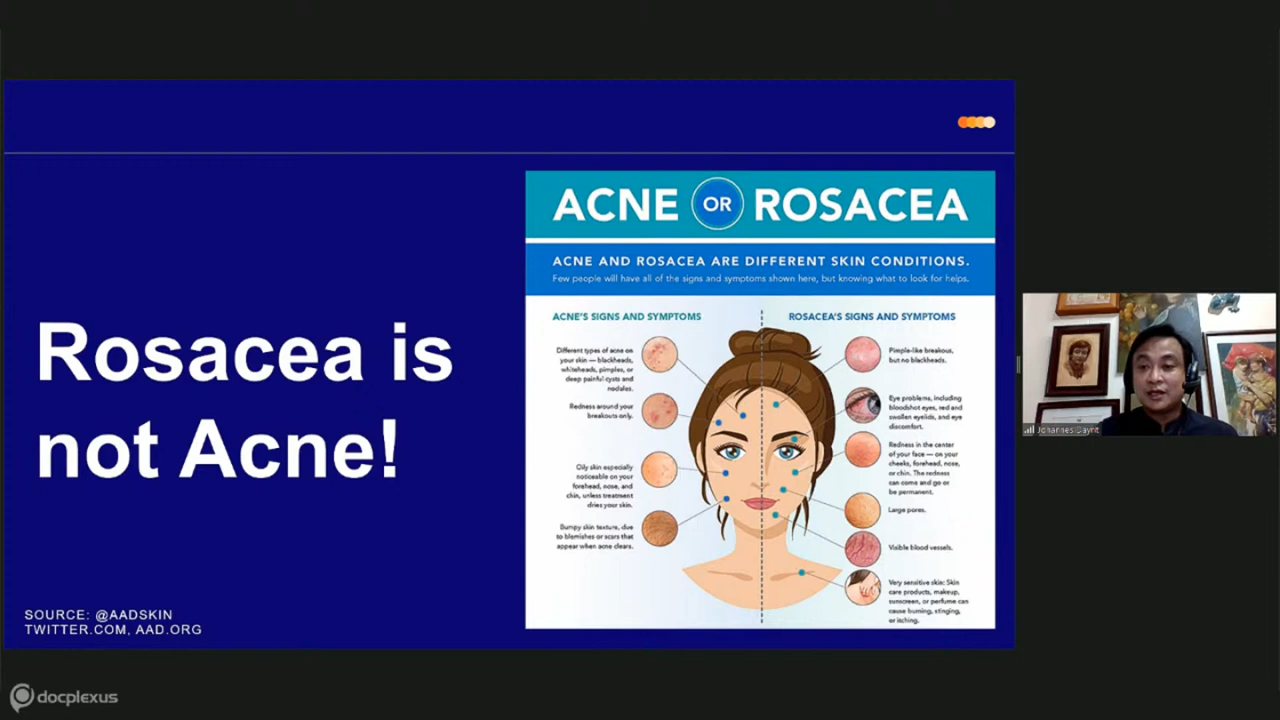 Rosacea is
not Acne!
SOURCE: @AADSKIN
TWITTER.COM, AAD.ORG
ACNE OR ROSACEA
ACNE AND ROSACEA ARE DIFFERENT SKIN CONDITIONS.
Few people will have all of the signs and symptoms shown here, but knowing what to look for helps.
ACNE'S SIGNS AND SYMPTOMS
Different types of acne on
your skin — blackheads,
whiteheads, pimples, or
deep painful cysts and
nodules.
Redness around your
breakouts only.
Oily skin especially
noticeable on your
forehead, nose, and
chin, unless treatment
dries your skin.
Bumpy skin texture, due
to blemishes or scars that
appear when acne clears.
ROSACEA'S SIGNS AND SYMPTOMS
Pimple-like breakouts,
but no blackheads.
Eye problems, including
bloodshot eyes, red and
swollen eyelids, and eye
discomfort.
Redness in the center
of your face — on your
cheeks, forehead, nose,
or chin. The redness
can come and go or
be permanent.
Large pores.
Visible blood vessels.
Very sensitive skin: Skin
care products, makeup,
sunscreen, or perfume can
cause burning, stinging,
or itching.
Johannes Dayrit
docplexus